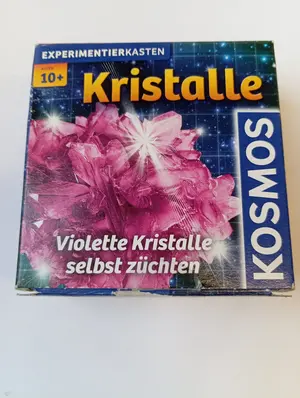 EXPERIMENTIERKASTEN
10+
Kristalle
KOSMOS
Violette Kristalle
selbst züchten